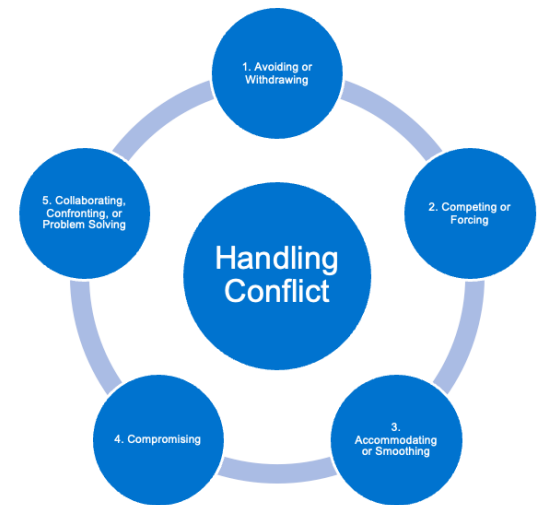 1. Avoiding or
Withdrawing
2. Competing or
Forcing
3.
Accommodating
or Smoothing
4. Compromising
5. Collaborating,
Confronting, or
Problem Solving
Handling
Conflict